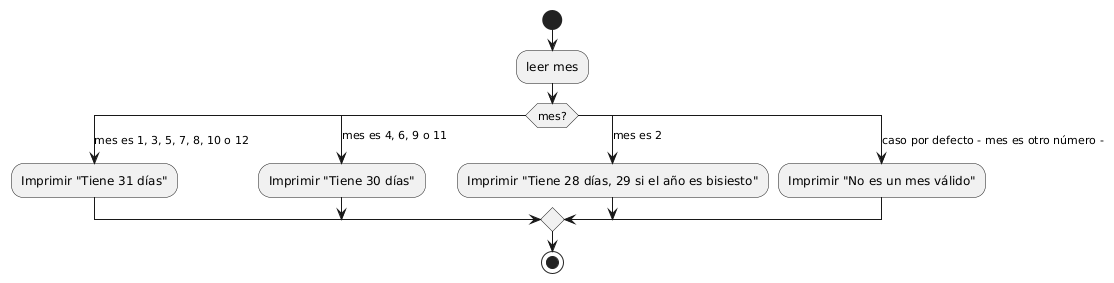 leer mes
mes?
mes es 1, 3, 5, 7, 8, 10 o 12
mes es 4, 6, 9 o 11
mes es 2
caso por defecto - mes es otro número -
Imprimir "Tiene 31 días"
Imprimir "Tiene 30 días"
Imprimir "Tiene 28 días, 29 si el año es bisiesto"
Imprimir "No es un mes válido"